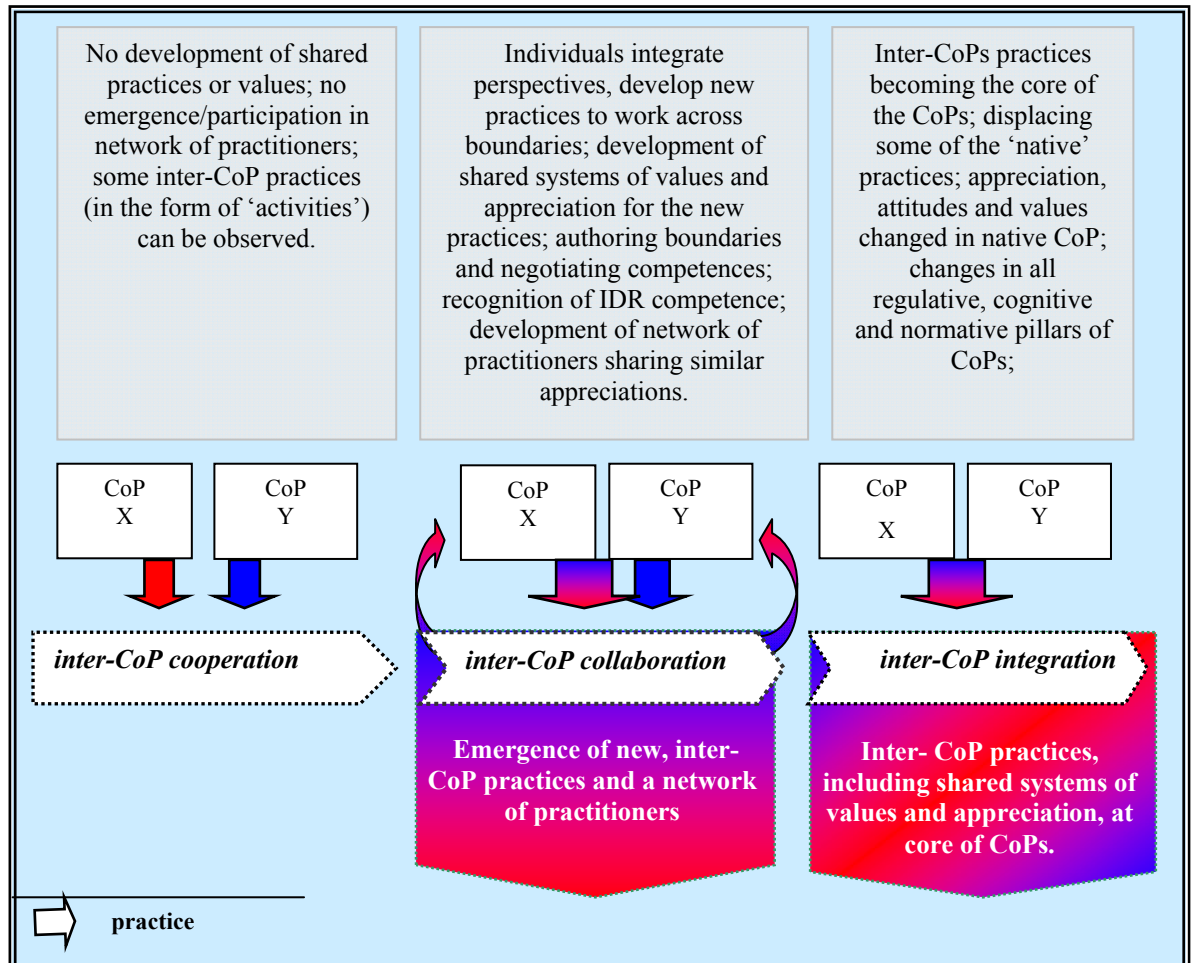 No development of shared
practices or values; no
emergence/participation in
network of practitioners;
some inter-CoP practices
(in the form of ‘activities’)
can be observed.
Individuals integrate
perspectives, develop new
practices to work across
boundaries; development of
shared systems of values and
appreciation for the new
practices; authoring boundaries
and negotiating competences;
recognition of IDR competence;
development of network of
practitioners sharing similar
appreciations.
Inter-CoPs practices
becoming the core of
the CoPs; displacing
some of the ‘native’
practices; appreciation,
attitudes and values
changed in native CoP;
changes in all
regulative, cognitive
and normative pillars of
CoPs;
CoP
X
CoP
Y
CoP
X
CoP
Y
CoP
X
CoP
Y
inter-CoP cooperation
inter-CoP collaboration
inter-CoP integration
Emergence of new, inter-
CoP practices and a network
of practitioners
Inter- CoP practices,
including shared systems of
values and appreciation, at
core of CoPs.
practice